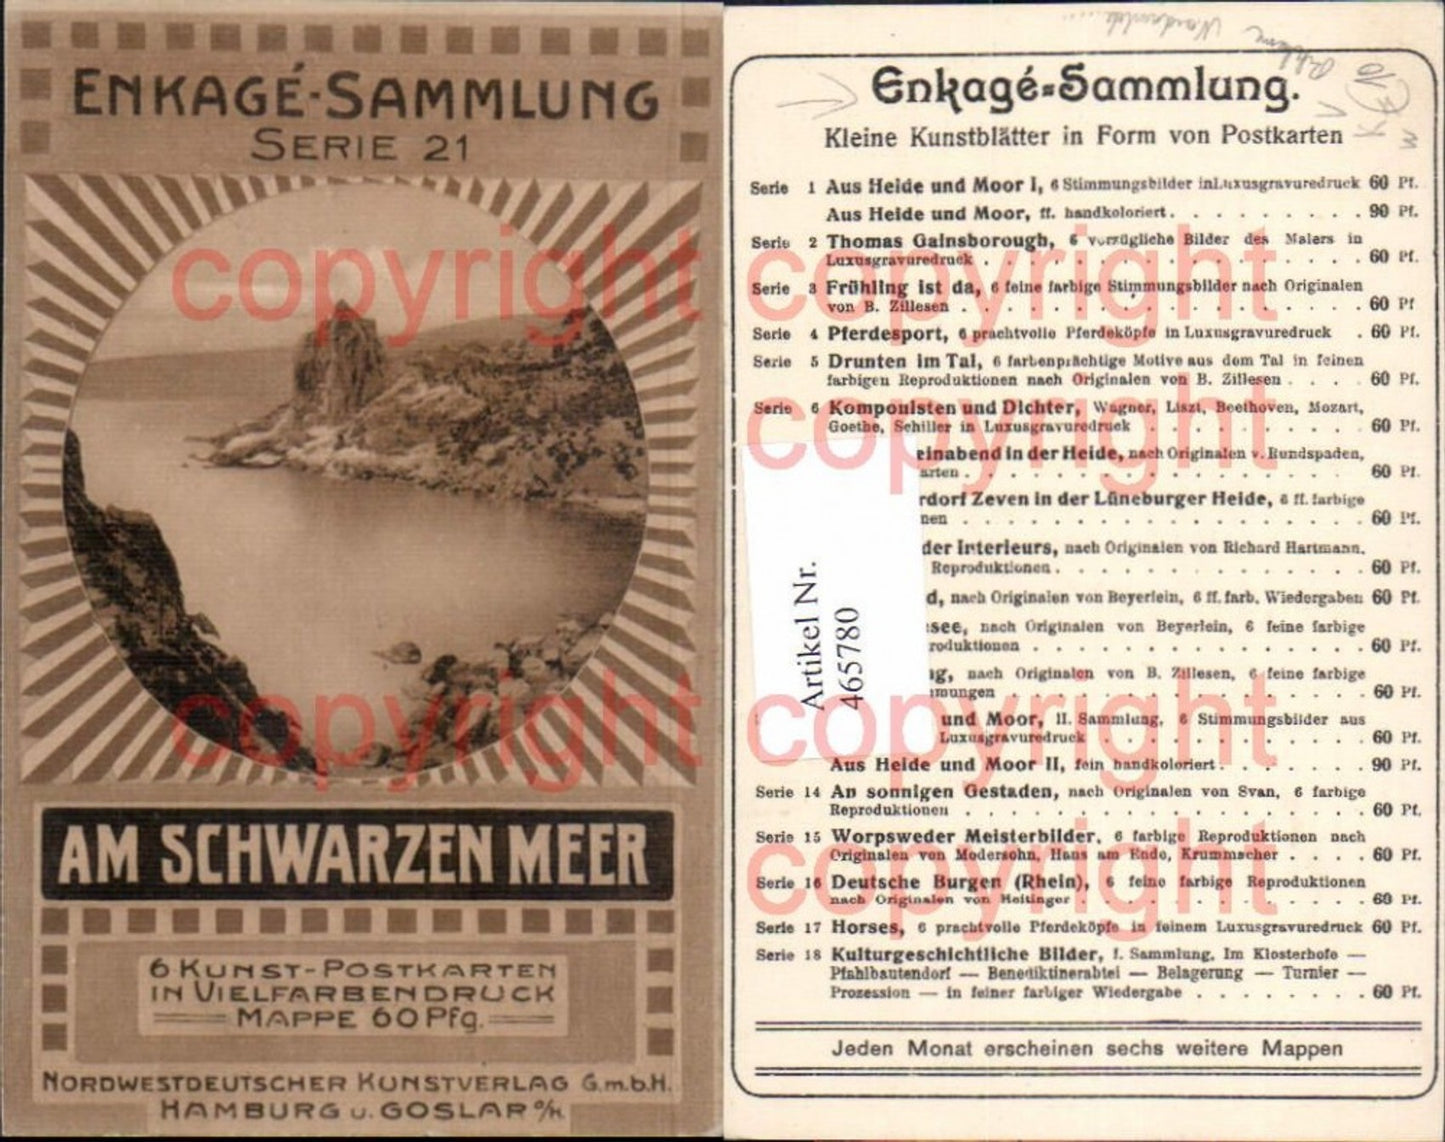 ENKAGÉ-SAMMLUNG
SERIE 21
AM SCHWARZEN MEER
6 KUNST-POSTKARTEN
IN VIELFARBENDRUCK
MAPPE 60 Pfg.
NORDWESTDEUTSCHER KUNSTVERLAG G.m.b.H.
HAMBURG u. GOSLAR a/H.
Enkagé=Sammlung.
Kleine Kunstblätter in Form von Postkarten
Serie 1 Aus Heide und Moor I, 6 Stimmungsbilder in Luxusgravuredruck 60 Pf.
Aus Heide und Moor, ff. handkoloriert . . . . . . . . 90 Pf.
Serie 2 Thomas Gainsborough, 6 vorzügliche Bilder des Malers in
Luxusgravuredruck . . . . . . . . . . . . . . 60 Pf.
Serie 3 Frühling ist da, 6 feine farbige Stimmungsbilder nach Originalen
von B. Zillesen . . . . . . . . . . . . . . . 60 Pf
Serie 4 Pferdesport, 6 prachtvolle Pferdeköpfe in Luxusgravuredruck . 60 Pf.
Serie 5 Drunten im Tal, 6 farbenprächtige Motive aus dem Tal in feinen
farbigen Reproduktionen nach Originalen von B. Zillesen . . . . 60 Pf.
Serie 6 Komponisten und Dichter, Wagner, Liszt, Beethoven, Mozart,
Goethe, Schiller in Luxusgravuredruck . . . . . . . . . 60 Pf.
einabend in der Heide, nach Originalen v. Rundspaden,
arten . . . . . . . . . . . . . . . 60 Pf.
rdorf Zeven in der Lüneburger Heide, 6 ff. farbige
nen . . . . . . . . . . . . . . . 60 Pf.
der Interieurs, nach Originalen von Richard Hartmann,
Reproduktionen . . . . . . . . . . . . 60 Pf.
d, nach Originalen von Beyerlein, 6 ff. farb. Wiedergaben 60 Pf.
see, nach Originalen von Beyerlein, 6 feine farbige
roduktionen . . . . . . . . . . . . . 60 Pf.
ng, nach Originalen von B. Zillesen, 6 feine farbige
mmungen . . . . . . . . . . . . . . 60 Pf.
und Moor, II. Sammlung, 6 Stimmungsbilder aus
Luxusgravuredruck . . . . . . . . . . . 60 Pf.
Aus Heide und Moor II, fein handkoloriert . . . . . . . 90 Pf.
Serie 14 An sonnigen Gestaden, nach Originalen von Svan, 6 farbige
Reproduktionen . . . . . . . . . . . . . . . 60 Pf.
Serie 15 Worpsweder Meisterbilder, 6 farbige Reproduktionen nach
Originalen von Modersohn, Hans am Ende, Krummacher . . . . 60 Pf.
Serie 16 Deutsche Burgen (Rhein), 6 feine farbige Reproduktionen
nach Originalen von Heitinger . . . . . . . . . . . 60 Pf.
Serie 17 Horses, 6 prachtvolle Pferdeköpfe in feinem Luxusgravuredruck 60 Pf.
Serie 18 Kulturgeschichtliche Bilder, I. Sammlung. Im Klosterhofe —
Pfahlbautendorf — Benediktinerabtei — Belagerung — Turnier —
Prozession — in feiner farbiger Wiedergabe . . . . . . . 60 Pf.
Jeden Monat erscheinen sechs weitere Mappen
Artikel Nr.
465780
copyright
copyright
copyright
copyright
copyright
copyright